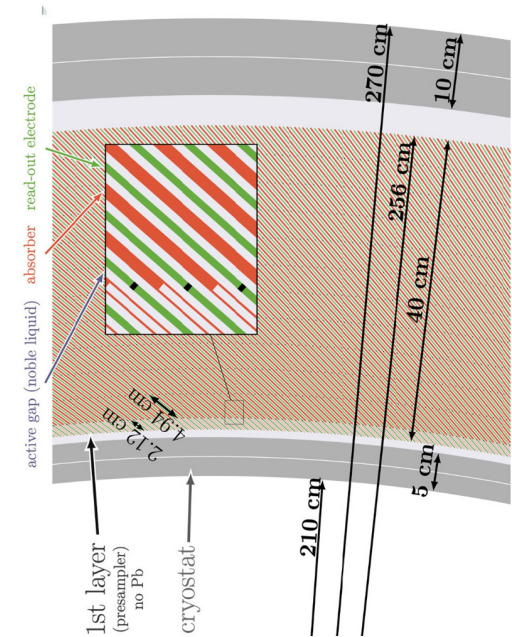 270 cm
10 cm
256 cm
40 cm
read-out electrode
absorber
active gap (noble liquid)
4.94 cm
2.12 cm
5 cm
210 cm
1st layer
(presampler)
no Pb
cryostat